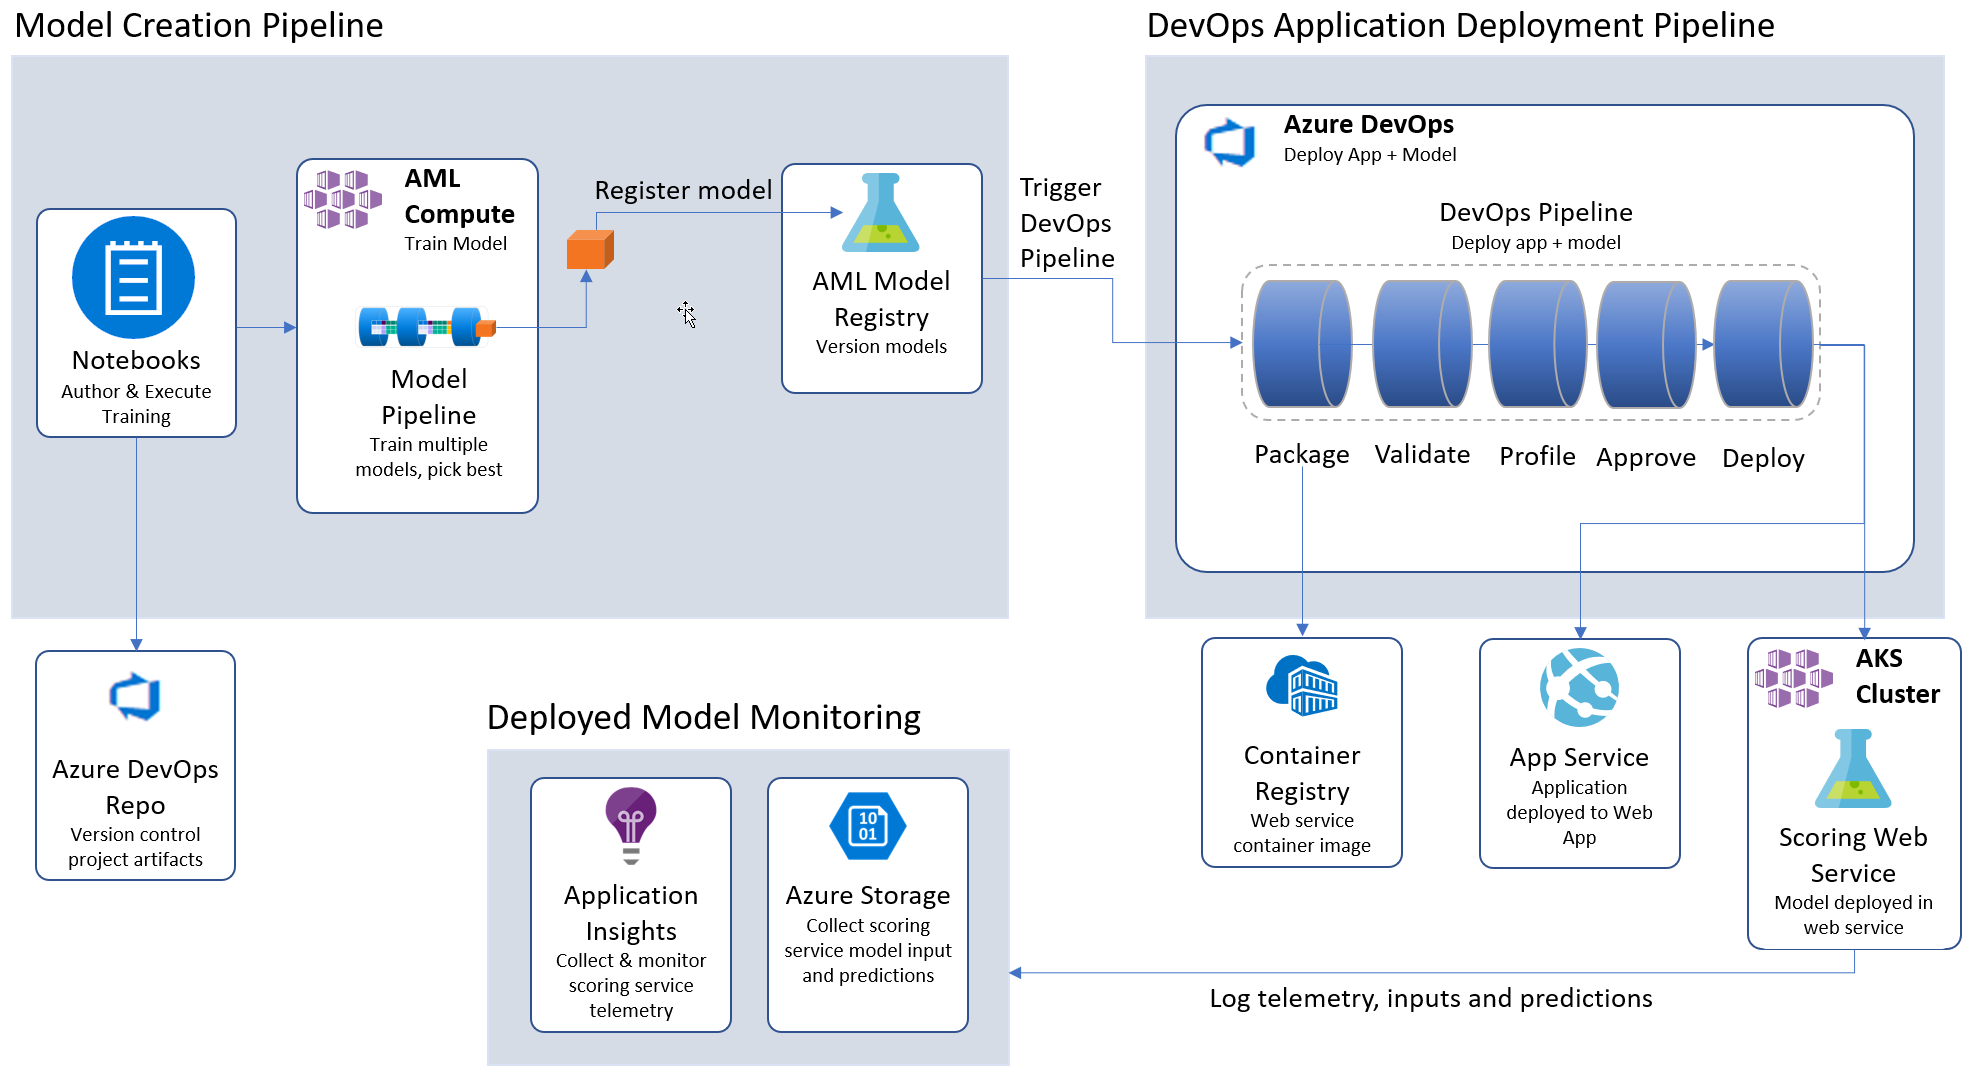 Model Creation Pipeline
Notebooks
Author & Execute
Training
AML
Compute
Train Model
Model
Pipeline
Train multiple
models, pick best
Register model
AML Model
Registry
Version models
Trigger
DevOps
Pipeline
DevOps Application Deployment Pipeline
Azure DevOps
Deploy App + Model
DevOps Pipeline
Deploy app + model
Package
Validate
Profile
Approve
Deploy
Azure DevOps
Repo
Version control
project artifacts
Deployed Model Monitoring
Application
Insights
Collect & monitor
scoring service
telemetry
10
01
Azure Storage
Collect scoring
service model input
and predictions
Container
Registry
Web service
container image
App Service
Application
deployed to Web
App
AKS
Cluster
Scoring Web
Service
Model deployed in
web service
Log telemetry, inputs and predictions